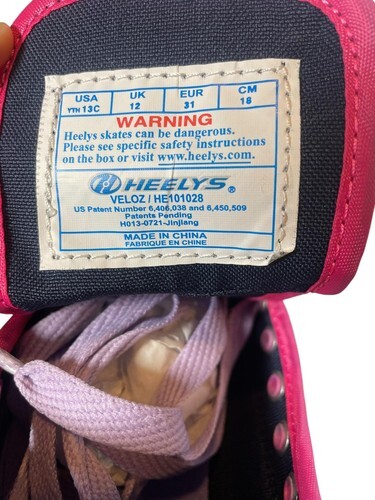 USA UK EUR CM
YTH 13C 12 31 18
WARNING
Heelys skates can be dangerous.
Please see specific safety instructions
on the box or visit www.heelys.com.
HEELYS®
VELOZ / HE101028
US Patent Number 6,406,038 and 6,450,509
Patents Pending
H013-0721-Jinjiang
MADE IN CHINA
FABRIQUE EN CHINE